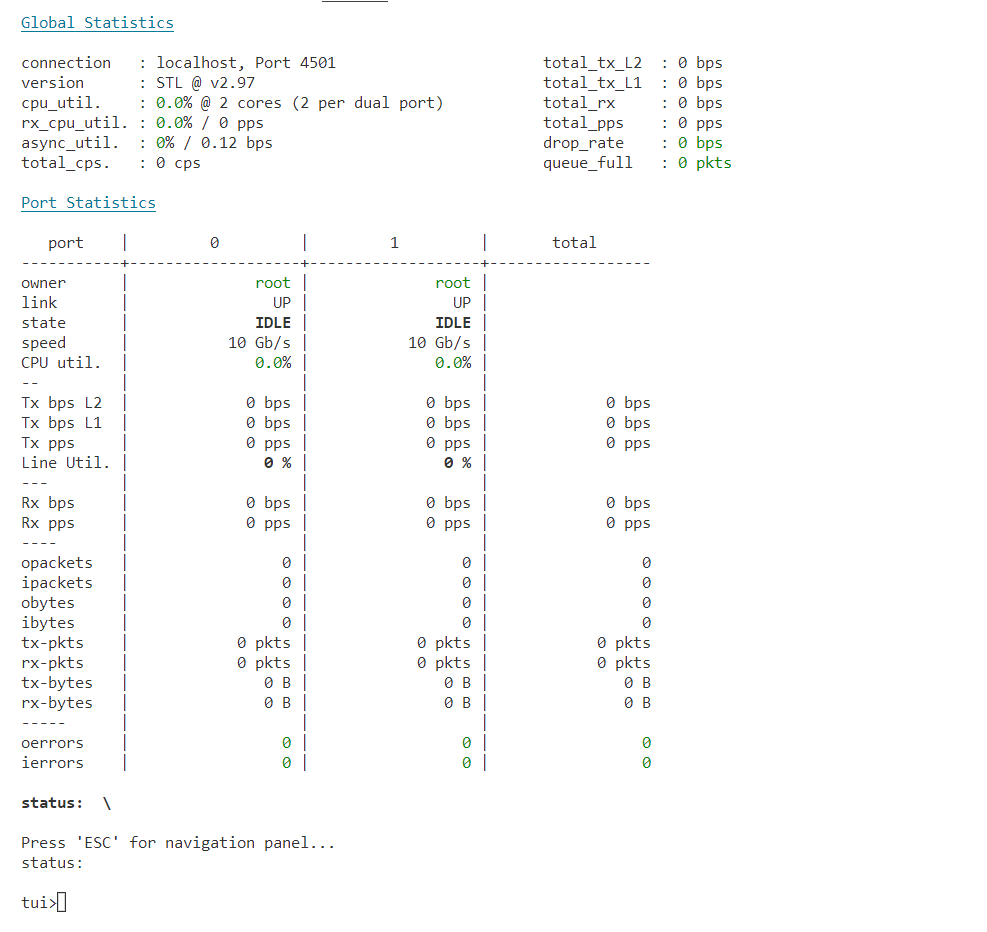 Global Statistics
connection : localhost, Port 4501 total_tx_L2 : 0 bps
version : STL @ v2.97 total_tx_L1 : 0 bps
cpu_util. : 0.0% @ 2 cores (2 per dual port) total_rx : 0 bps
rx_cpu_util. : 0.0% / 0 pps total_pps : 0 pps
async_util. : 0% / 0.12 bps drop_rate : 0 bps
total_cps. : 0 cps queue_full : 0 pkts
Port Statistics
port | 0 | 1 | total
-----------+-------------------+-------------------+------------------
owner | root | root |
link | UP | UP |
state | IDLE | IDLE |
speed | 10 Gb/s | 10 Gb/s |
CPU util. | 0.0% | 0.0% |
-- | | |
Tx bps L2 | 0 bps | 0 bps | 0 bps
Tx bps L1 | 0 bps | 0 bps | 0 bps
Tx pps | 0 pps | 0 pps | 0 pps
Line Util. | 0 % | 0 % |
--- | | |
Rx bps | 0 bps | 0 bps | 0 bps
Rx pps | 0 pps | 0 pps | 0 pps
---- | | |
opackets | 0 | 0 | 0
ipackets | 0 | 0 | 0
obytes | 0 | 0 | 0
ibytes | 0 | 0 | 0
tx-pkts | 0 pkts | 0 pkts | 0 pkts
rx-pkts | 0 pkts | 0 pkts | 0 pkts
tx-bytes | 0 B | 0 B | 0 B
rx-bytes | 0 B | 0 B | 0 B
----- | | |
oerrors | 0 | 0 | 0
ierrors | 0 | 0 | 0
status: \
Press 'ESC' for navigation panel...
status:
tui>